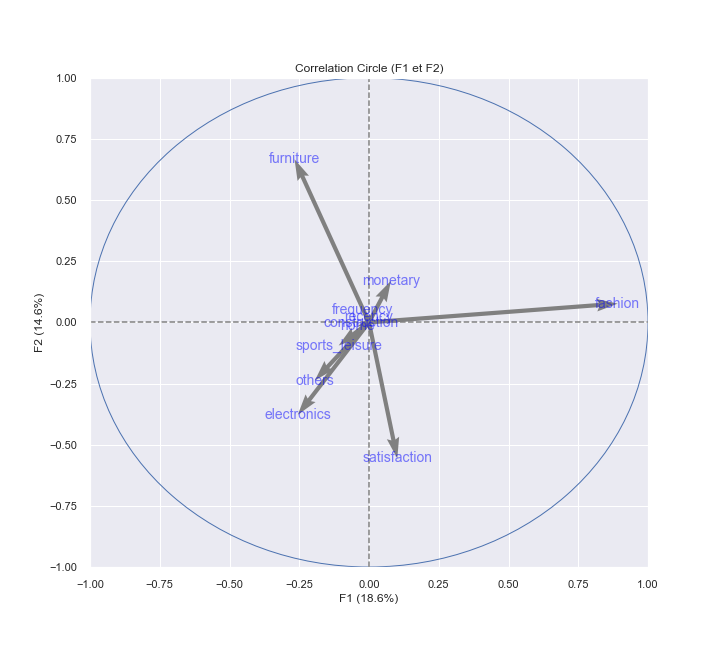 Correlation Circle (F1 et F2)
1.00
0.75
0.50
0.25
0.00
−0.25
−0.50
−0.75
−1.00
F2 (14.6%)
furniture
monetary
fashion
frequency
sports_leisure
others
electronics
satisfaction
−1.00 −0.75 −0.50 −0.25 0.00 0.25 0.50 0.75 1.00
F1 (18.6%)